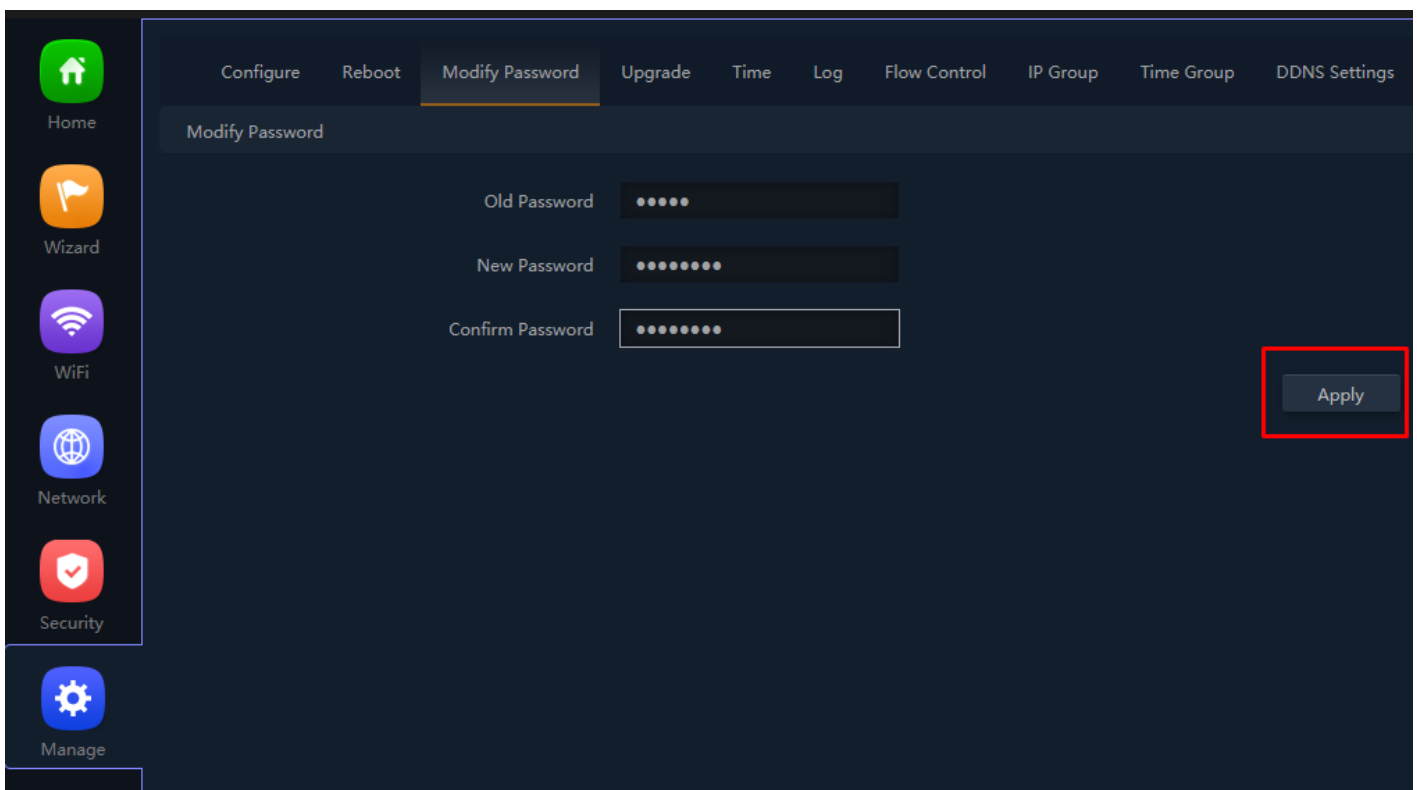 Configure Reboot Modify Password Upgrade Time Log Flow Control IP Group Time Group DDNS Settings
Modify Password
Home
Wizard
WiFi
Network
Security
Manage
Old Password •••••
New Password ••••••••
Confirm Password ••••••••
Apply